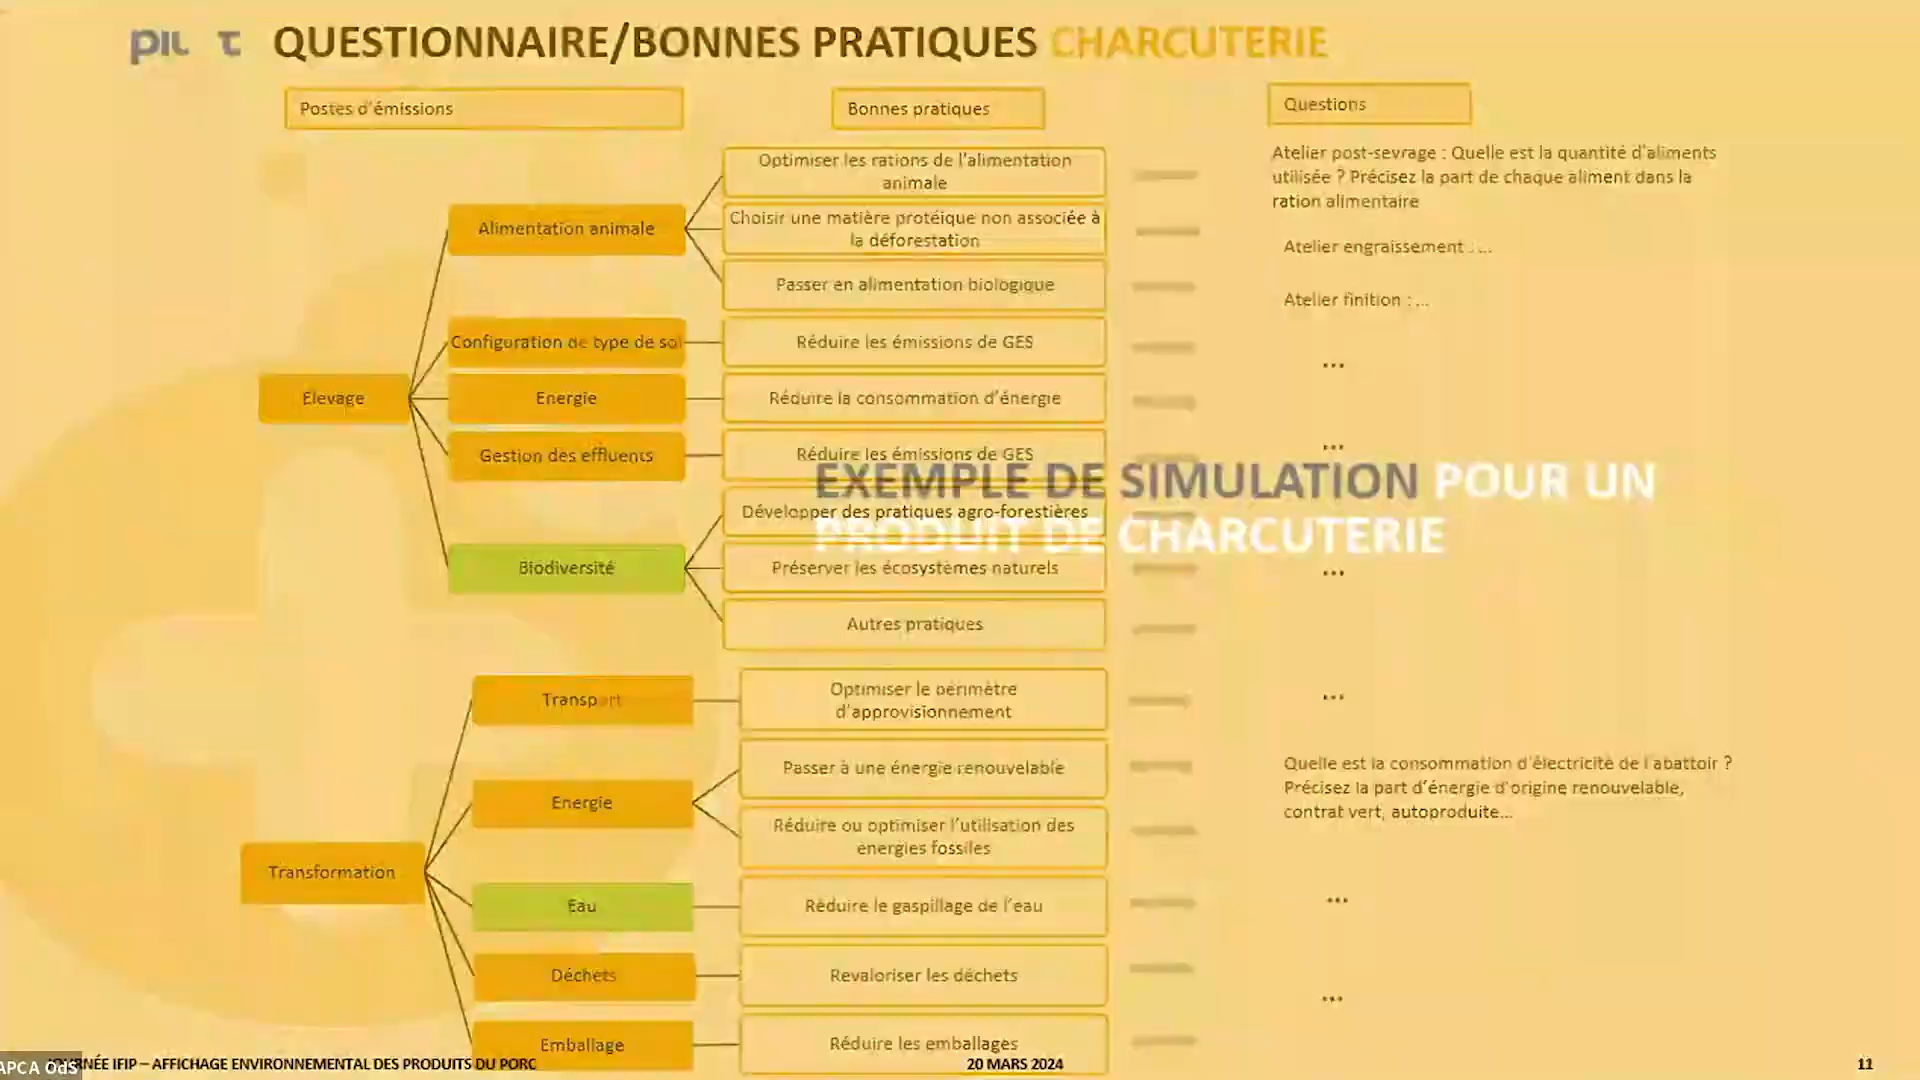 QUESTIONNAIRE/BONNES PRATIQUES CHARCUTERIE
Postes d'émissions
Bonnes pratiques
Questions
Elevage
Alimentation animale
Optimiser les rations de l'alimentation
animale
Choisir une matière protéique non associée à
la déforestation
Passer en alimentation biologique
Configuration de type de sol
Réduire les émissions de GES
Energie
Réduire la consommation d'énergie
Gestion des effluents
Réduire les émissions de GES
Biodiversité
Développer des pratiques agro-forestières
Préserver les écosystèmes naturels
Autres pratiques
Transformation
Transport
Optimiser le périmètre
d'approvisionnement
Energie
Passer à une énergie renouvelable
Réduire ou optimiser l'utilisation des
énergies fossiles
Eau
Réduire le gaspillage de l'eau
Déchets
Revaloriser les déchets
Emballage
Réduire les emballages
Atelier post-sevrage : Quelle est la quantité d'aliments
utilisée ? Précisez la part de chaque aliment dans la
ration alimentaire
Atelier engraissement : ...
Atelier finition : ...
...
...
...
...
Quelle est la consommation d'électricité de l'abattoir ?
Précisez la part d'énergie d'origine renouvelable,
contrat vert, autoproduite...
...
...
EXEMPLE DE SIMULATION POUR UN
PRODUIT DE CHARCUTERIE
JOURNÉE IFIP – AFFICHAGE ENVIRONNEMENTAL DES PRODUITS DU PORC
20 MARS 2024
11
APCA OdS